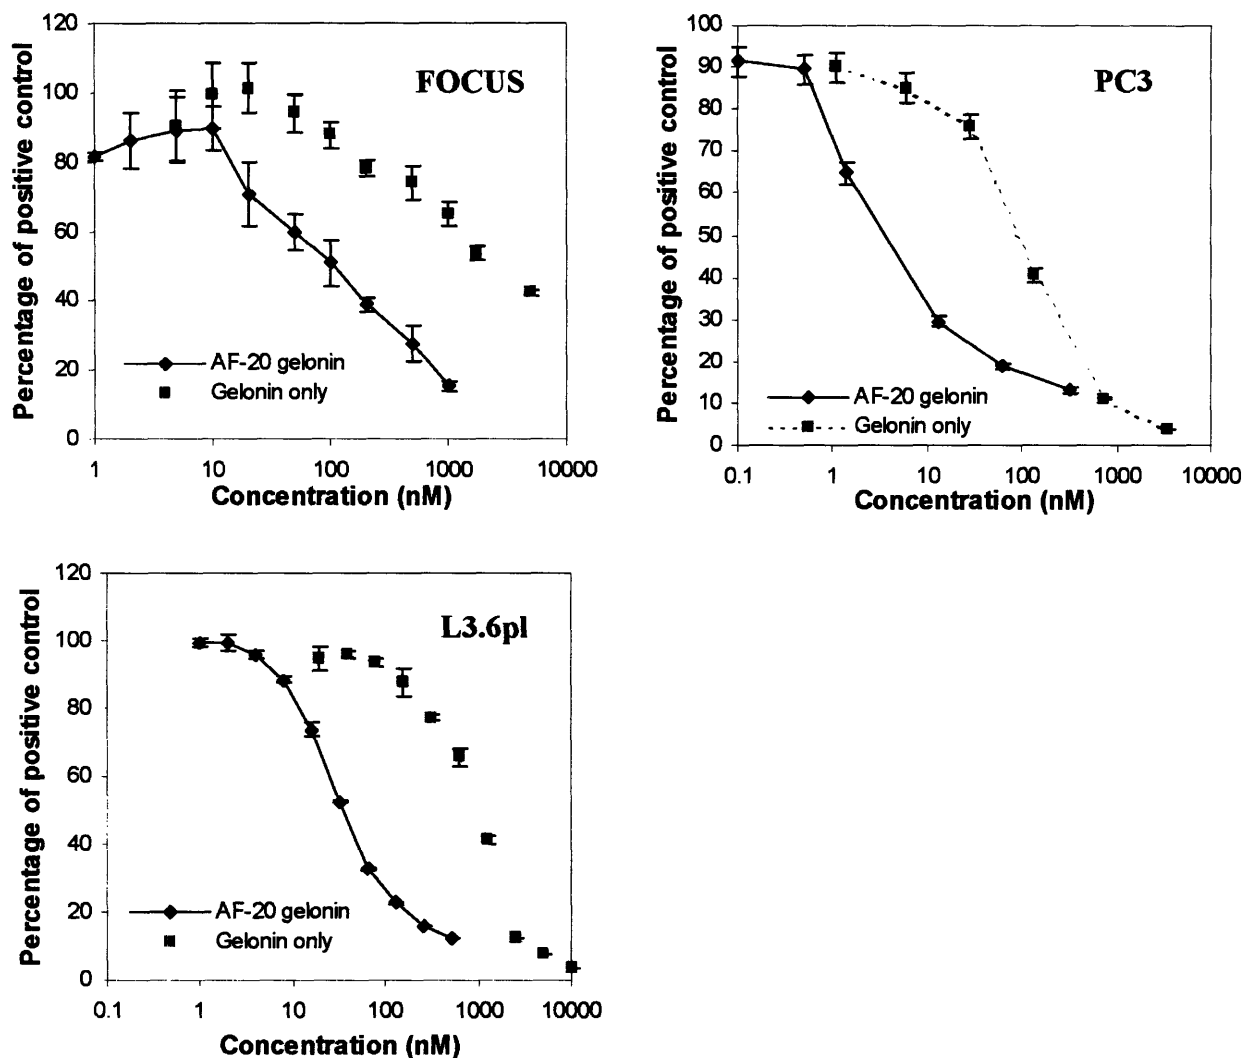 120
100
80
60
40
20
0
Percentage of positive control
FOCUS
AF-20 gelonin
Gelonin only
1 10 100 1000 10000
Concentration (nM)
100
90
80
70
60
50
40
30
20
10
0
Percentage of positive control
PC3
AF-20 gelonin
Gelonin only
0.1 1 10 100 1000 10000
Concentration (nM)
120
100
80
60
40
20
0
Percentage of positive control
L3.6pl
AF-20 gelonin
Gelonin only
0.1 1 10 100 1000 10000
Concentration (nM)